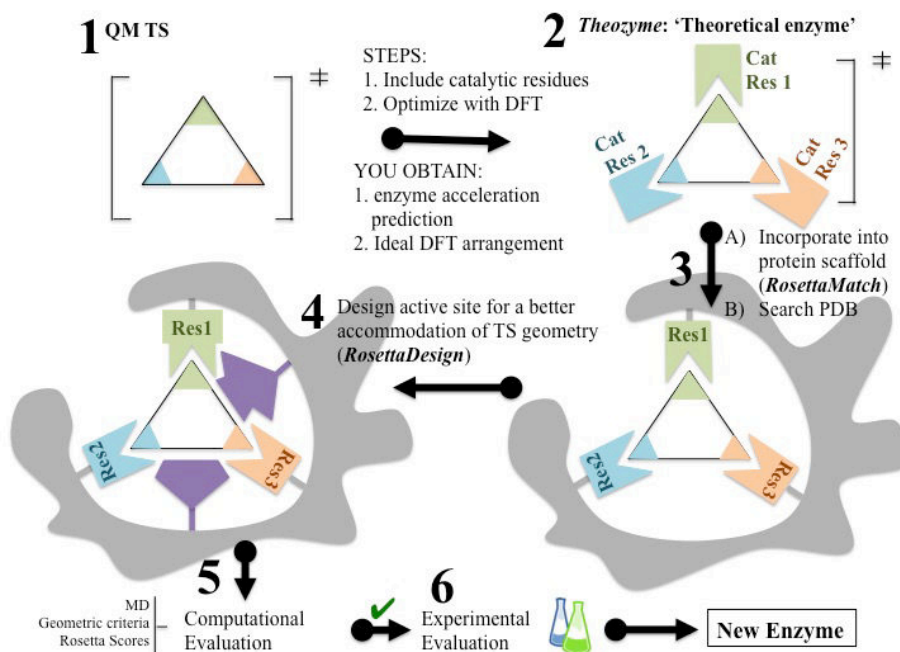 1 QM TS
≠
STEPS:
1. Include catalytic residues
2. Optimize with DFT
YOU OBTAIN:
1. enzyme acceleration
prediction
2. Ideal DFT arrangement
2 Theozyme: ‘Theoretical enzyme’
≠
Cat
Res 1
Cat
Res 2
Cat
Res 3
3
A) Incorporate into
protein scaffold
(RosettaMatch)
B) Search PDB
Res1
Res2
Res3
4 Design active site for a better
accommodation of TS geometry
(RosettaDesign)
Res1
Res2
Res3
5
MD
Geometric criteria
Rosetta Scores
Computational
Evaluation
6
Experimental
Evaluation
New Enzyme